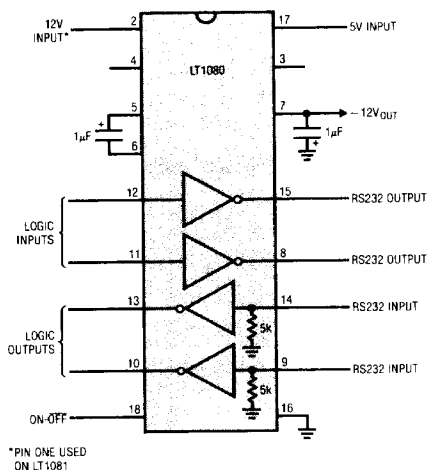 12V
INPUT*
2
17
5V INPUT
LT1080
4
3
5
7
−12VOUT
1µF
+
6
1µF
+
12
15
RS232 OUTPUT
LOGIC
INPUTS
11
8
RS232 OUTPUT
13
14
RS232 INPUT
5k
LOGIC
OUTPUTS
10
9
RS232 INPUT
5k
ON-OFF
18
16
*PIN ONE USED
ON LT1081